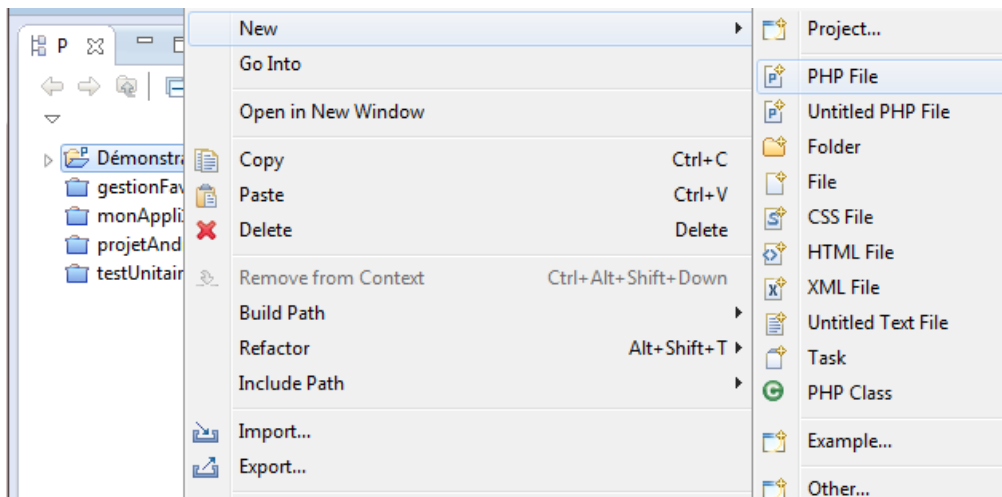 P
Démonstra
gestionFav
monAppli
projetAnd
testUnitair
New
Go Into
Open in New Window
Copy Ctrl+C
Paste Ctrl+V
Delete Delete
Remove from Context Ctrl+Alt+Shift+Down
Build Path
Refactor Alt+Shift+T
Include Path
Import...
Export...
Project...
PHP File
Untitled PHP File
Folder
File
CSS File
HTML File
XML File
Untitled Text File
Task
PHP Class
Example...
Other...